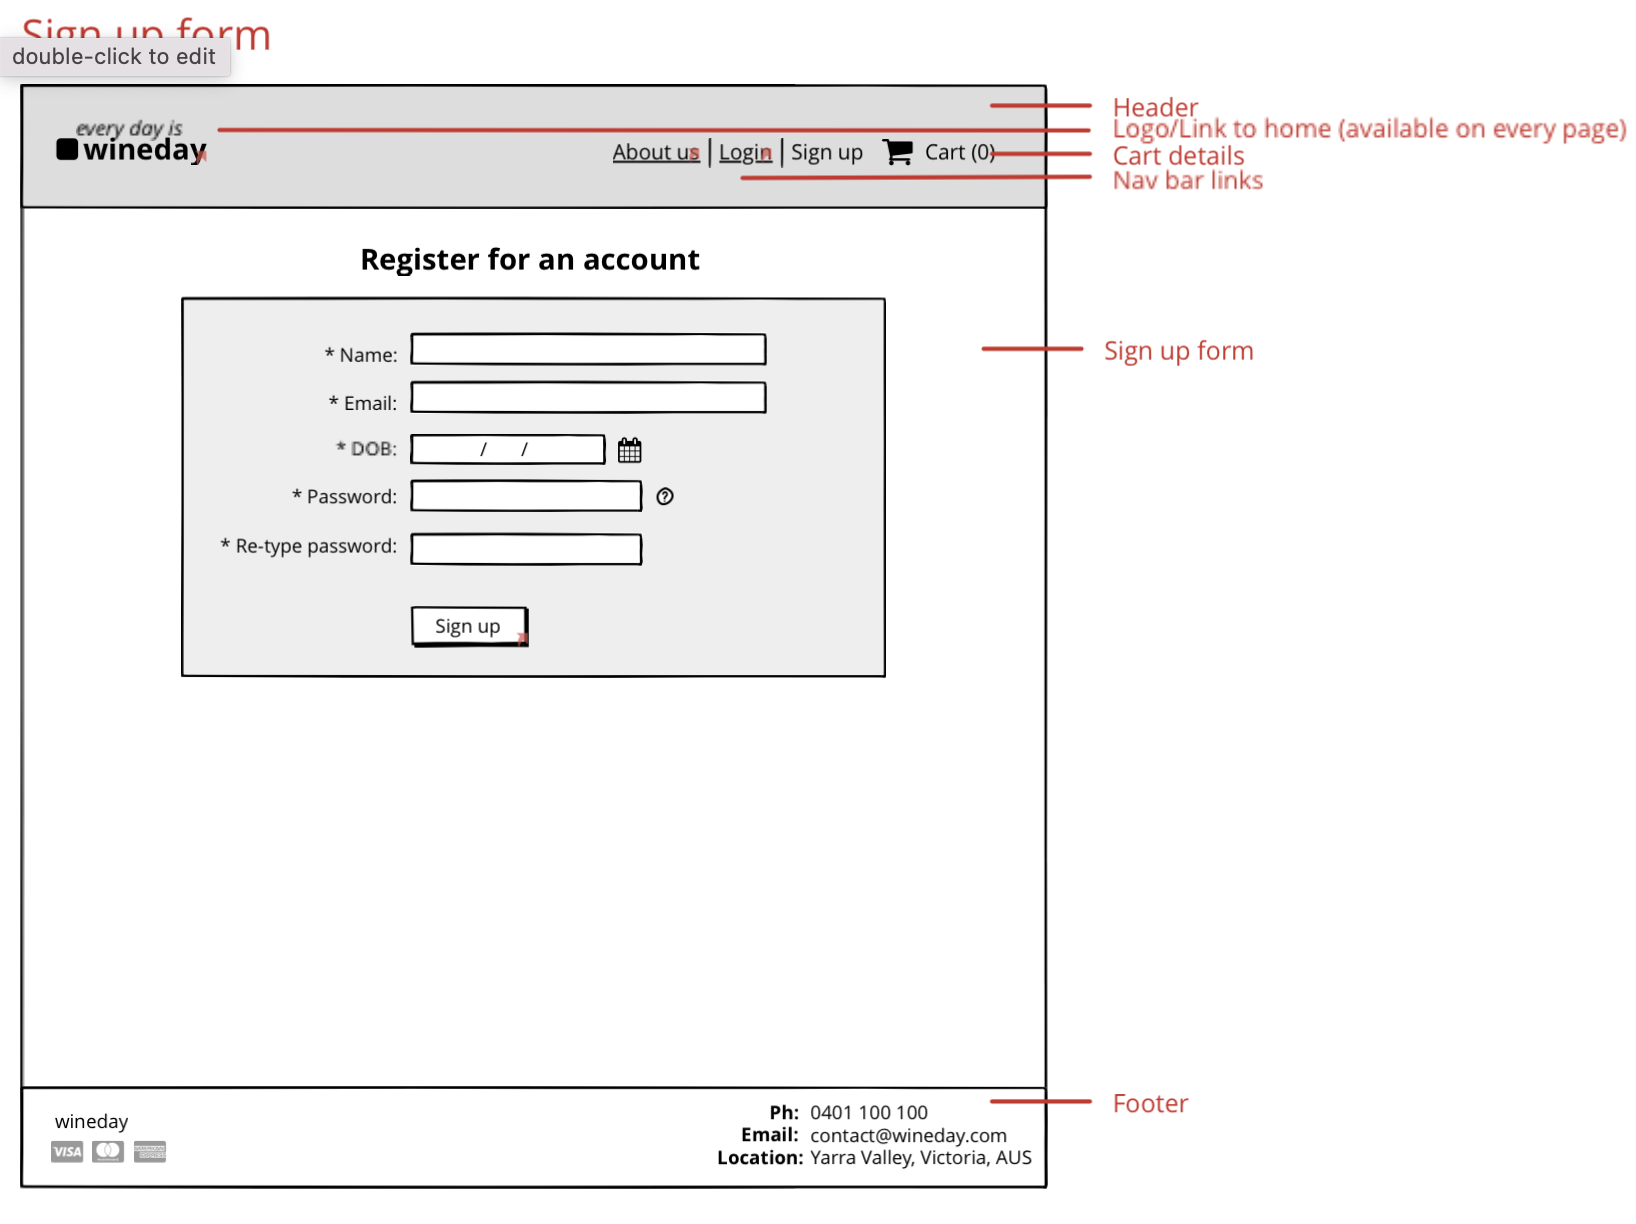 Sign up form
double-click to edit
Header
every day is
Logo/Link to home (available on every page)
wineday
About us | Login | Sign up Cart (0)
Cart details
Nav bar links
Register for an account
* Name:
Sign up form
* Email:
* DOB: / /
* Password: ?
* Re-type password:
Sign up
Footer
wineday
VISA
AMERICAN EXPRESS
Ph: 0401 100 100
Email: contact@wineday.com
Location: Yarra Valley, Victoria, AUS